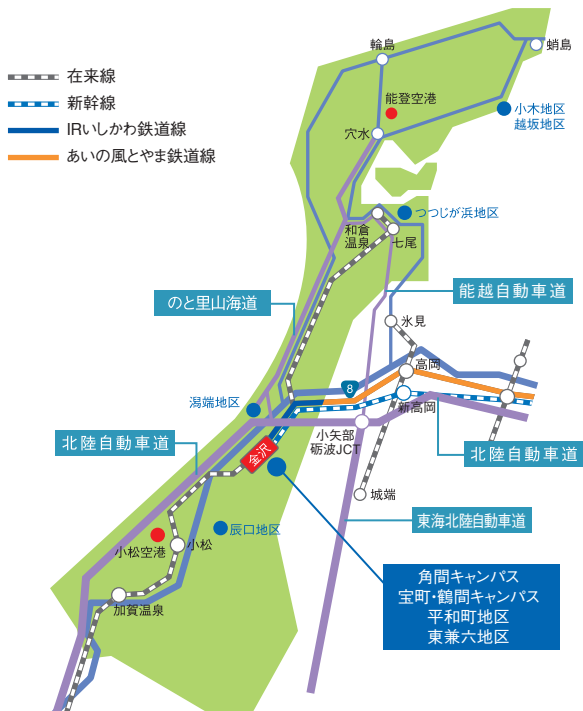 在来線
新幹線
IRいしかわ鉄道線
あいの風とやま鉄道線
輪島
蛸島
能登空港
小木地区
越坂地区
穴水
つつじが浜地区
和倉
温泉
七尾
能越自動車道
のと里山海道
氷見
高岡
8
新高岡
潟端地区
小矢部
砺波JCT
北陸自動車道
北陸自動車道
金沢
城端
東海北陸自動車道
辰口地区
小松空港
小松
角間キャンパス
宝町・鶴間キャンパス
平和町地区
東兼六地区
加賀温泉